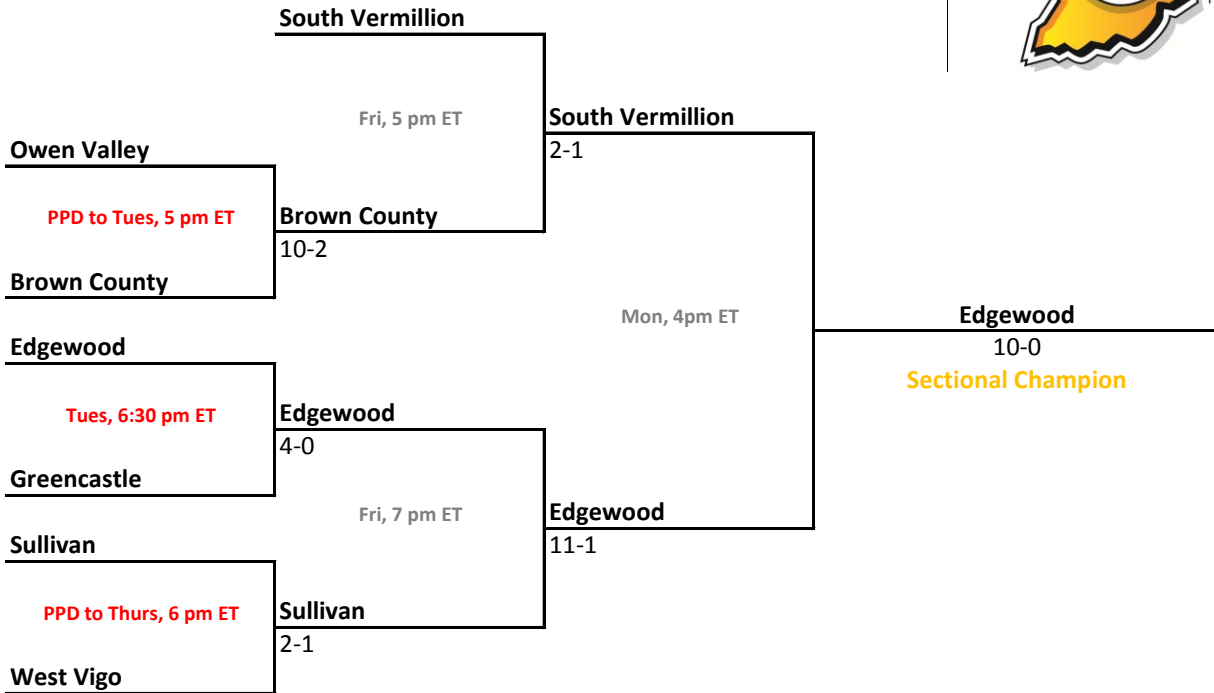 South Vermillion
Fri, 5 pm ET
South Vermillion
Owen Valley
2-1
PPD to Tues, 5 pm ET
Brown County
10-2
Brown County
Mon, 4pm ET
Edgewood
Edgewood
10-0
Sectional Champion
Tues, 6:30 pm ET
Edgewood
4-0
Greencastle
Fri, 7 pm ET
Edgewood
Sullivan
11-1
PPD to Thurs, 6 pm ET
Sullivan
2-1
West Vigo